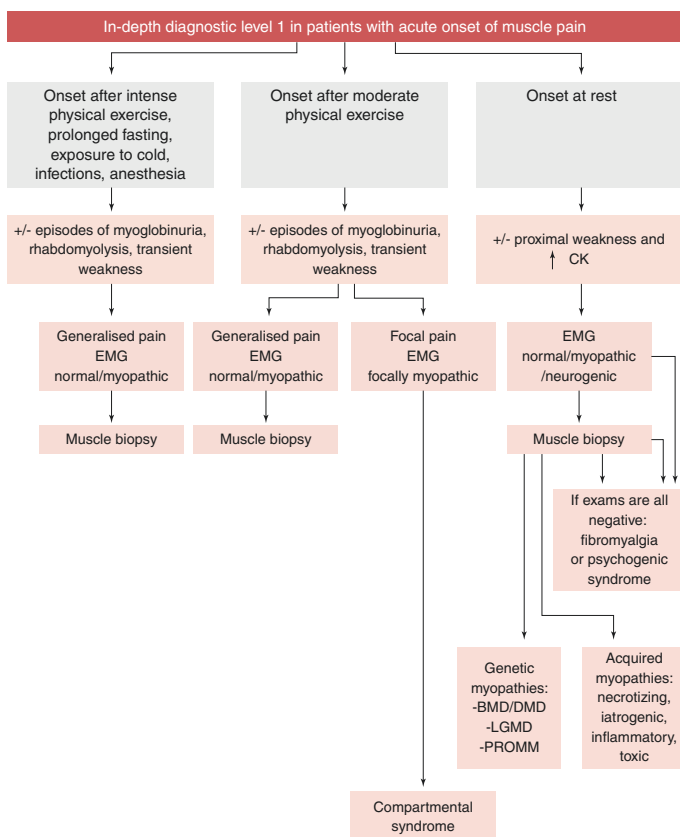 In-depth diagnostic level 1 in patients with acute onset of muscle pain
Onset after intense
physical exercise,
prolonged fasting,
exposure to cold,
infections, anesthesia
Onset after moderate
physical exercise
Onset at rest
+/- episodes of myoglobinuria,
rhabdomyolysis, transient
weakness
+/- episodes of myoglobinuria,
rhabdomyolysis, transient
weakness
+/- proximal weakness and
↑ CK
Generalised pain
EMG
normal/myopathic
Generalised pain
EMG
normal/myopathic
Focal pain
EMG
focally myopathic
EMG
normal/myopathic
/neurogenic
Muscle biopsy
Muscle biopsy
Muscle biopsy
If exams are all
negative:
fibromyalgia
or psychogenic
syndrome
Genetic
myopathies:
-BMD/DMD
-LGMD
-PROMM
Acquired
myopathies:
necrotizing,
iatrogenic,
inflammatory,
toxic
Compartmental
syndrome